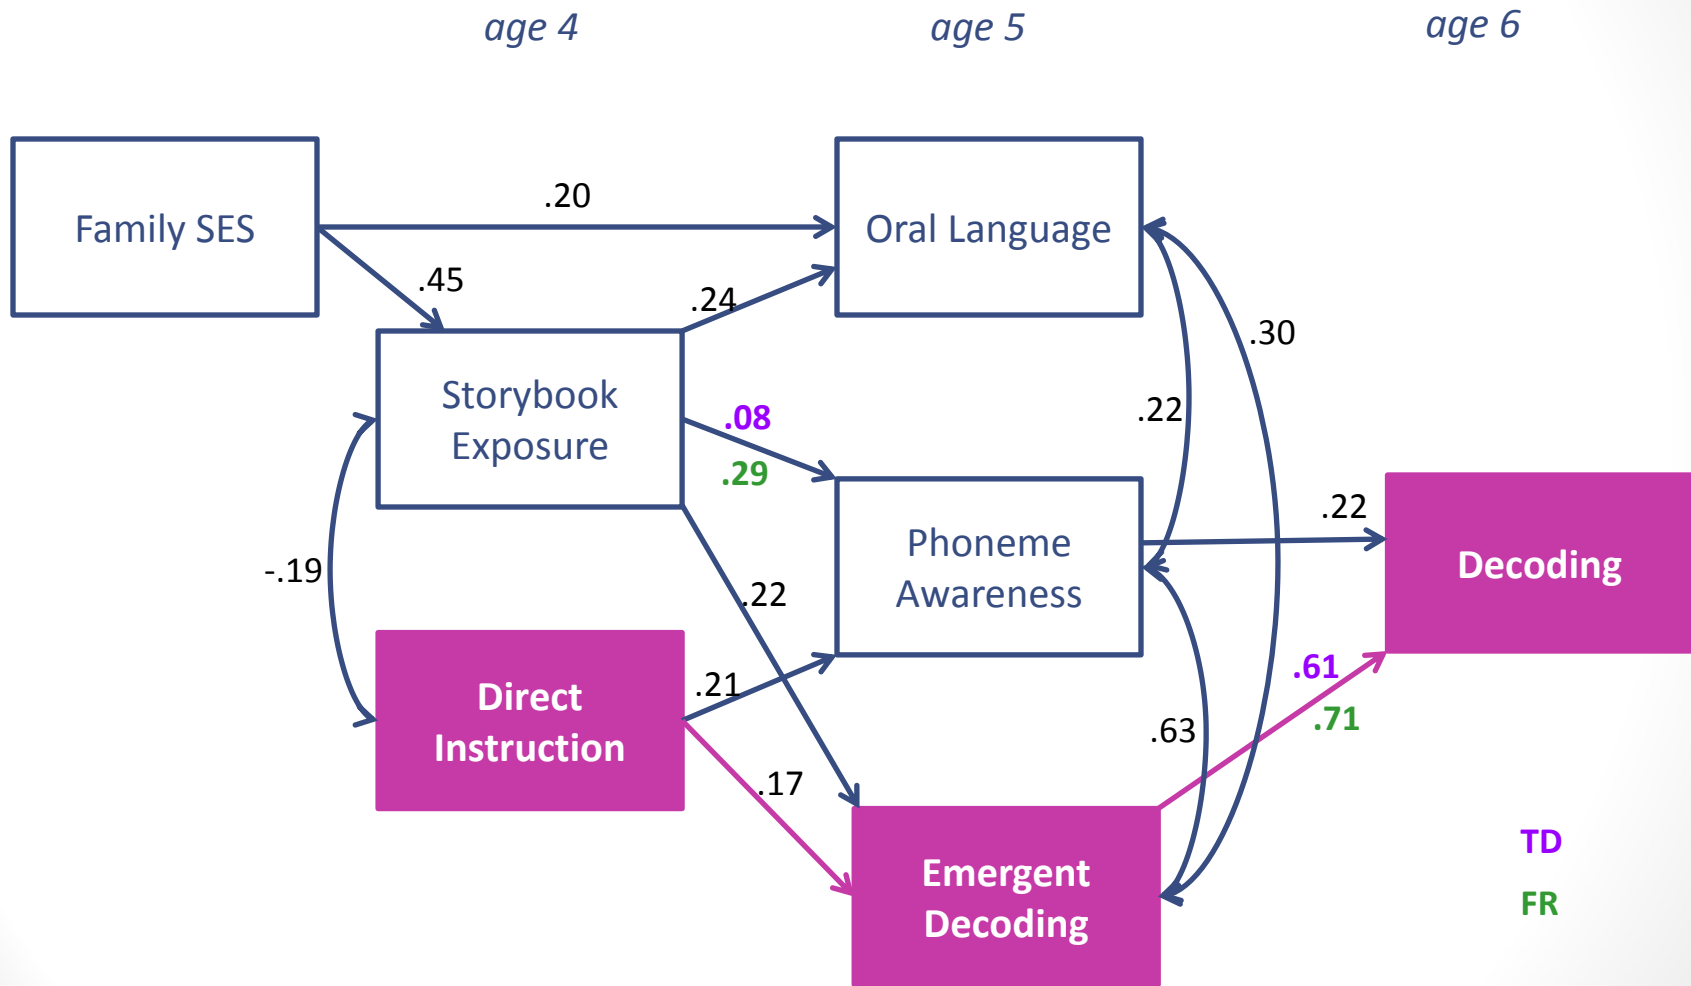 age 4
age 5
age 6
Family SES
.20
Oral Language
.45
.24
.30
Storybook
Exposure
.08
.29
.22
-.19
.22
Phoneme
Awareness
.22
Decoding
Direct
Instruction
.21
.17
.63
.61
.71
Emergent
Decoding
TD
FR